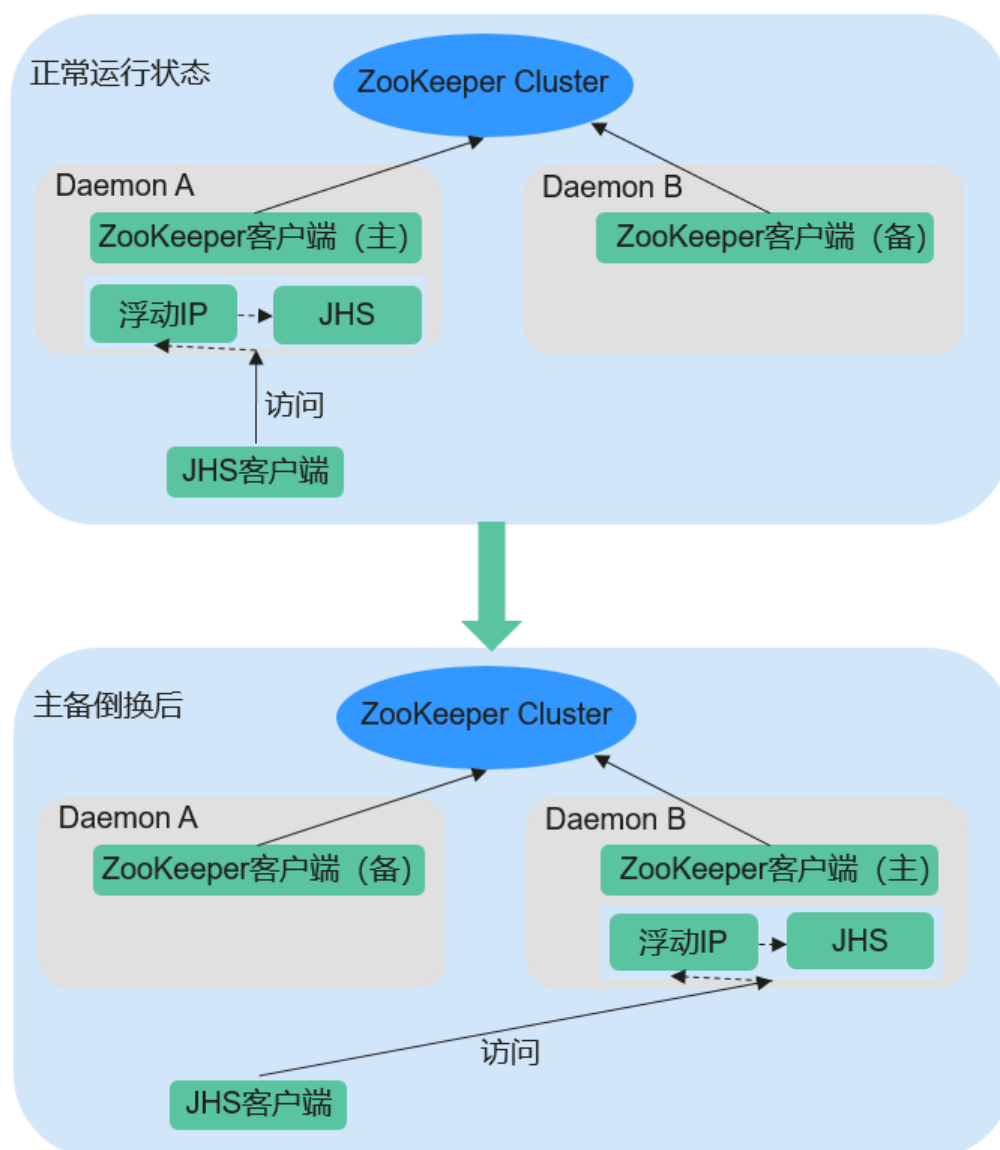 正常运行状态
ZooKeeper Cluster
Daemon A
Daemon B
ZooKeeper客户端（主）
ZooKeeper客户端（备）
浮动IP
JHS
访问
JHS客户端
主备倒换后
ZooKeeper Cluster
Daemon A
Daemon B
ZooKeeper客户端（备）
ZooKeeper客户端（主）
浮动IP
JHS
访问
JHS客户端